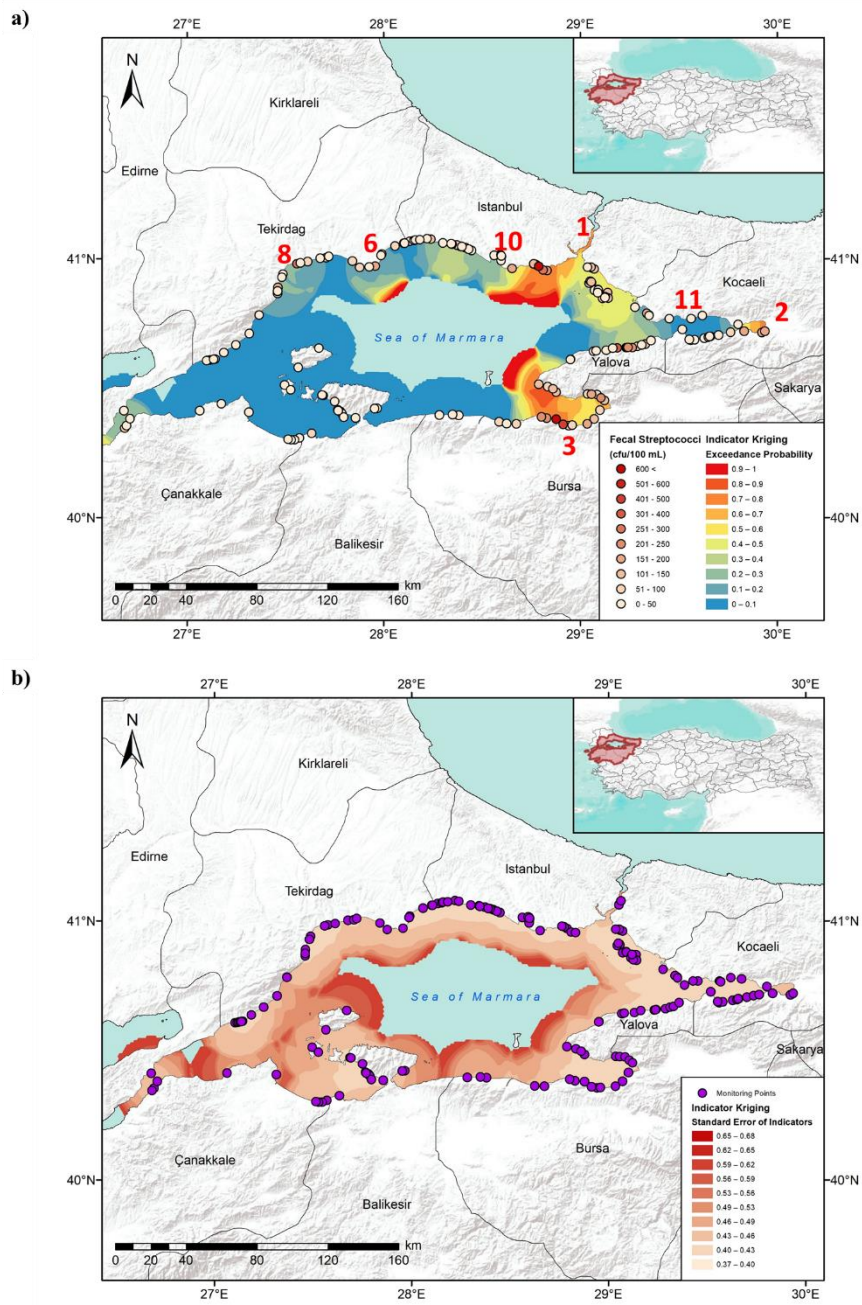 a)
27°E 28°E 29°E 30°E
N
Kirklareli
Edirne
Istanbul
Tekirdag
1
41°N
41°N
8
6
10
Kocaeli
11
2
Sea of Marmara
Yalova
Sakarya
3
Çanakkale
Bursa
40°N
40°N
Balikesir
Fecal Streptococci
(cfu/100 mL)
600 <
501 - 600
401 - 500
301 - 400
251 - 300
201 - 250
151 - 200
101 - 150
51 - 100
0 - 50
Indicator Kriging
Exceedance Probability
0.9 – 1
0.8 – 0.9
0.7 – 0.8
0.6 – 0.7
0.5 – 0.6
0.4 – 0.5
0.3 – 0.4
0.2 – 0.3
0.1 – 0.2
0 – 0.1
km
0 20 40 80 120 160
27°E 28°E 29°E 30°E
b)
27°E 28°E 29°E 30°E
N
Kirklareli
Edirne
Istanbul
Tekirdag
41°N
41°N
Kocaeli
Sea of Marmara
Yalova
Sakarya
Çanakkale
Bursa
40°N
40°N
Balikesir
Monitoring Points
Indicator Kriging
Standard Error of Indicators
0.65 – 0.68
0.62 – 0.65
0.59 – 0.62
0.56 – 0.59
0.53 – 0.56
0.49 – 0.53
0.46 – 0.49
0.43 – 0.46
0.40 – 0.43
0.37 – 0.40
km
0 20 40 80 120 160
27°E 28°E 29°E 30°E